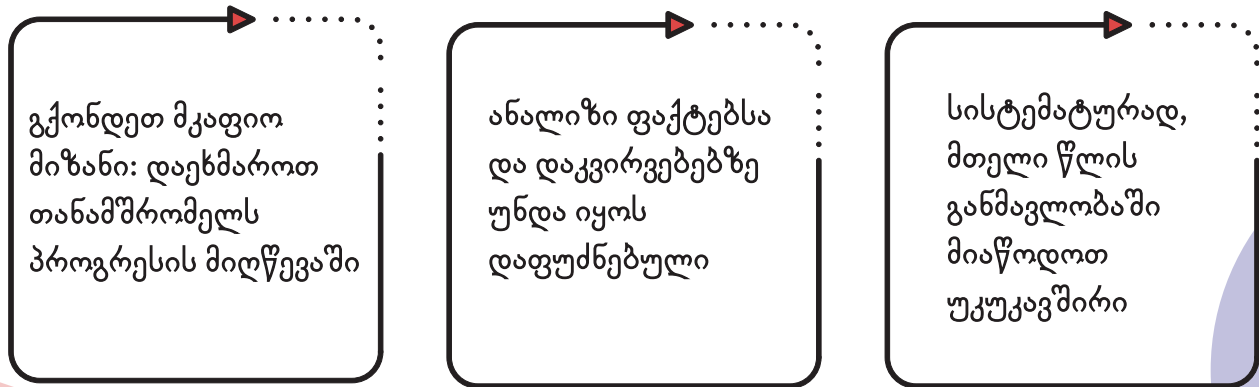 გქონდეთ მკაფიო
მიზანი: დაეხმაროთ
თანამშრომელს
პროგრესის მიღწევაში
ანალიზი ფაქტებსა
და დაკვირვებებზე
უნდა იყოს
დაფუძნებული
სისტემატურად,
მთელი წლის
განმავლობაში
მიაწოდოთ
უკუკავშირი